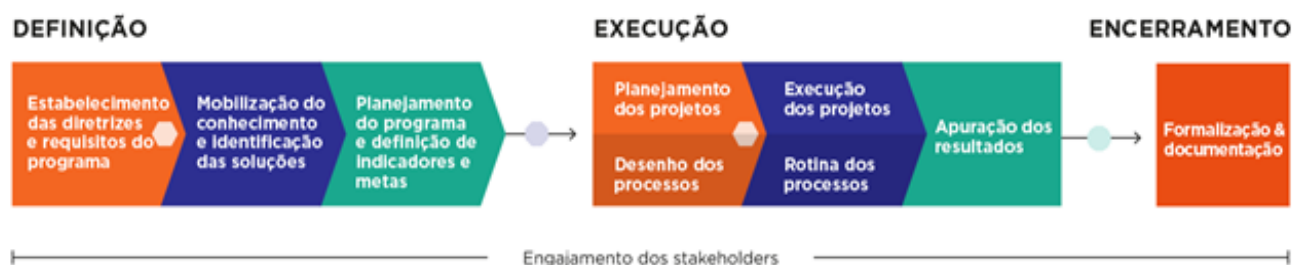 DEFINIÇÃO
EXECUÇÃO
ENCERRAMENTO
Estabelecimento
das diretrizes
e requisitos do
programa
Mobilização do
conhecimento
e identificação
das soluções
Planejamento
do programa
e definição de
indicadores e
metas
Planejamento
dos projetos
Desenho dos
processos
Execução
dos projetos
Rotina dos
processos
Apuração dos
resultados
Formalização &
documentação
Engajamento dos stakeholders